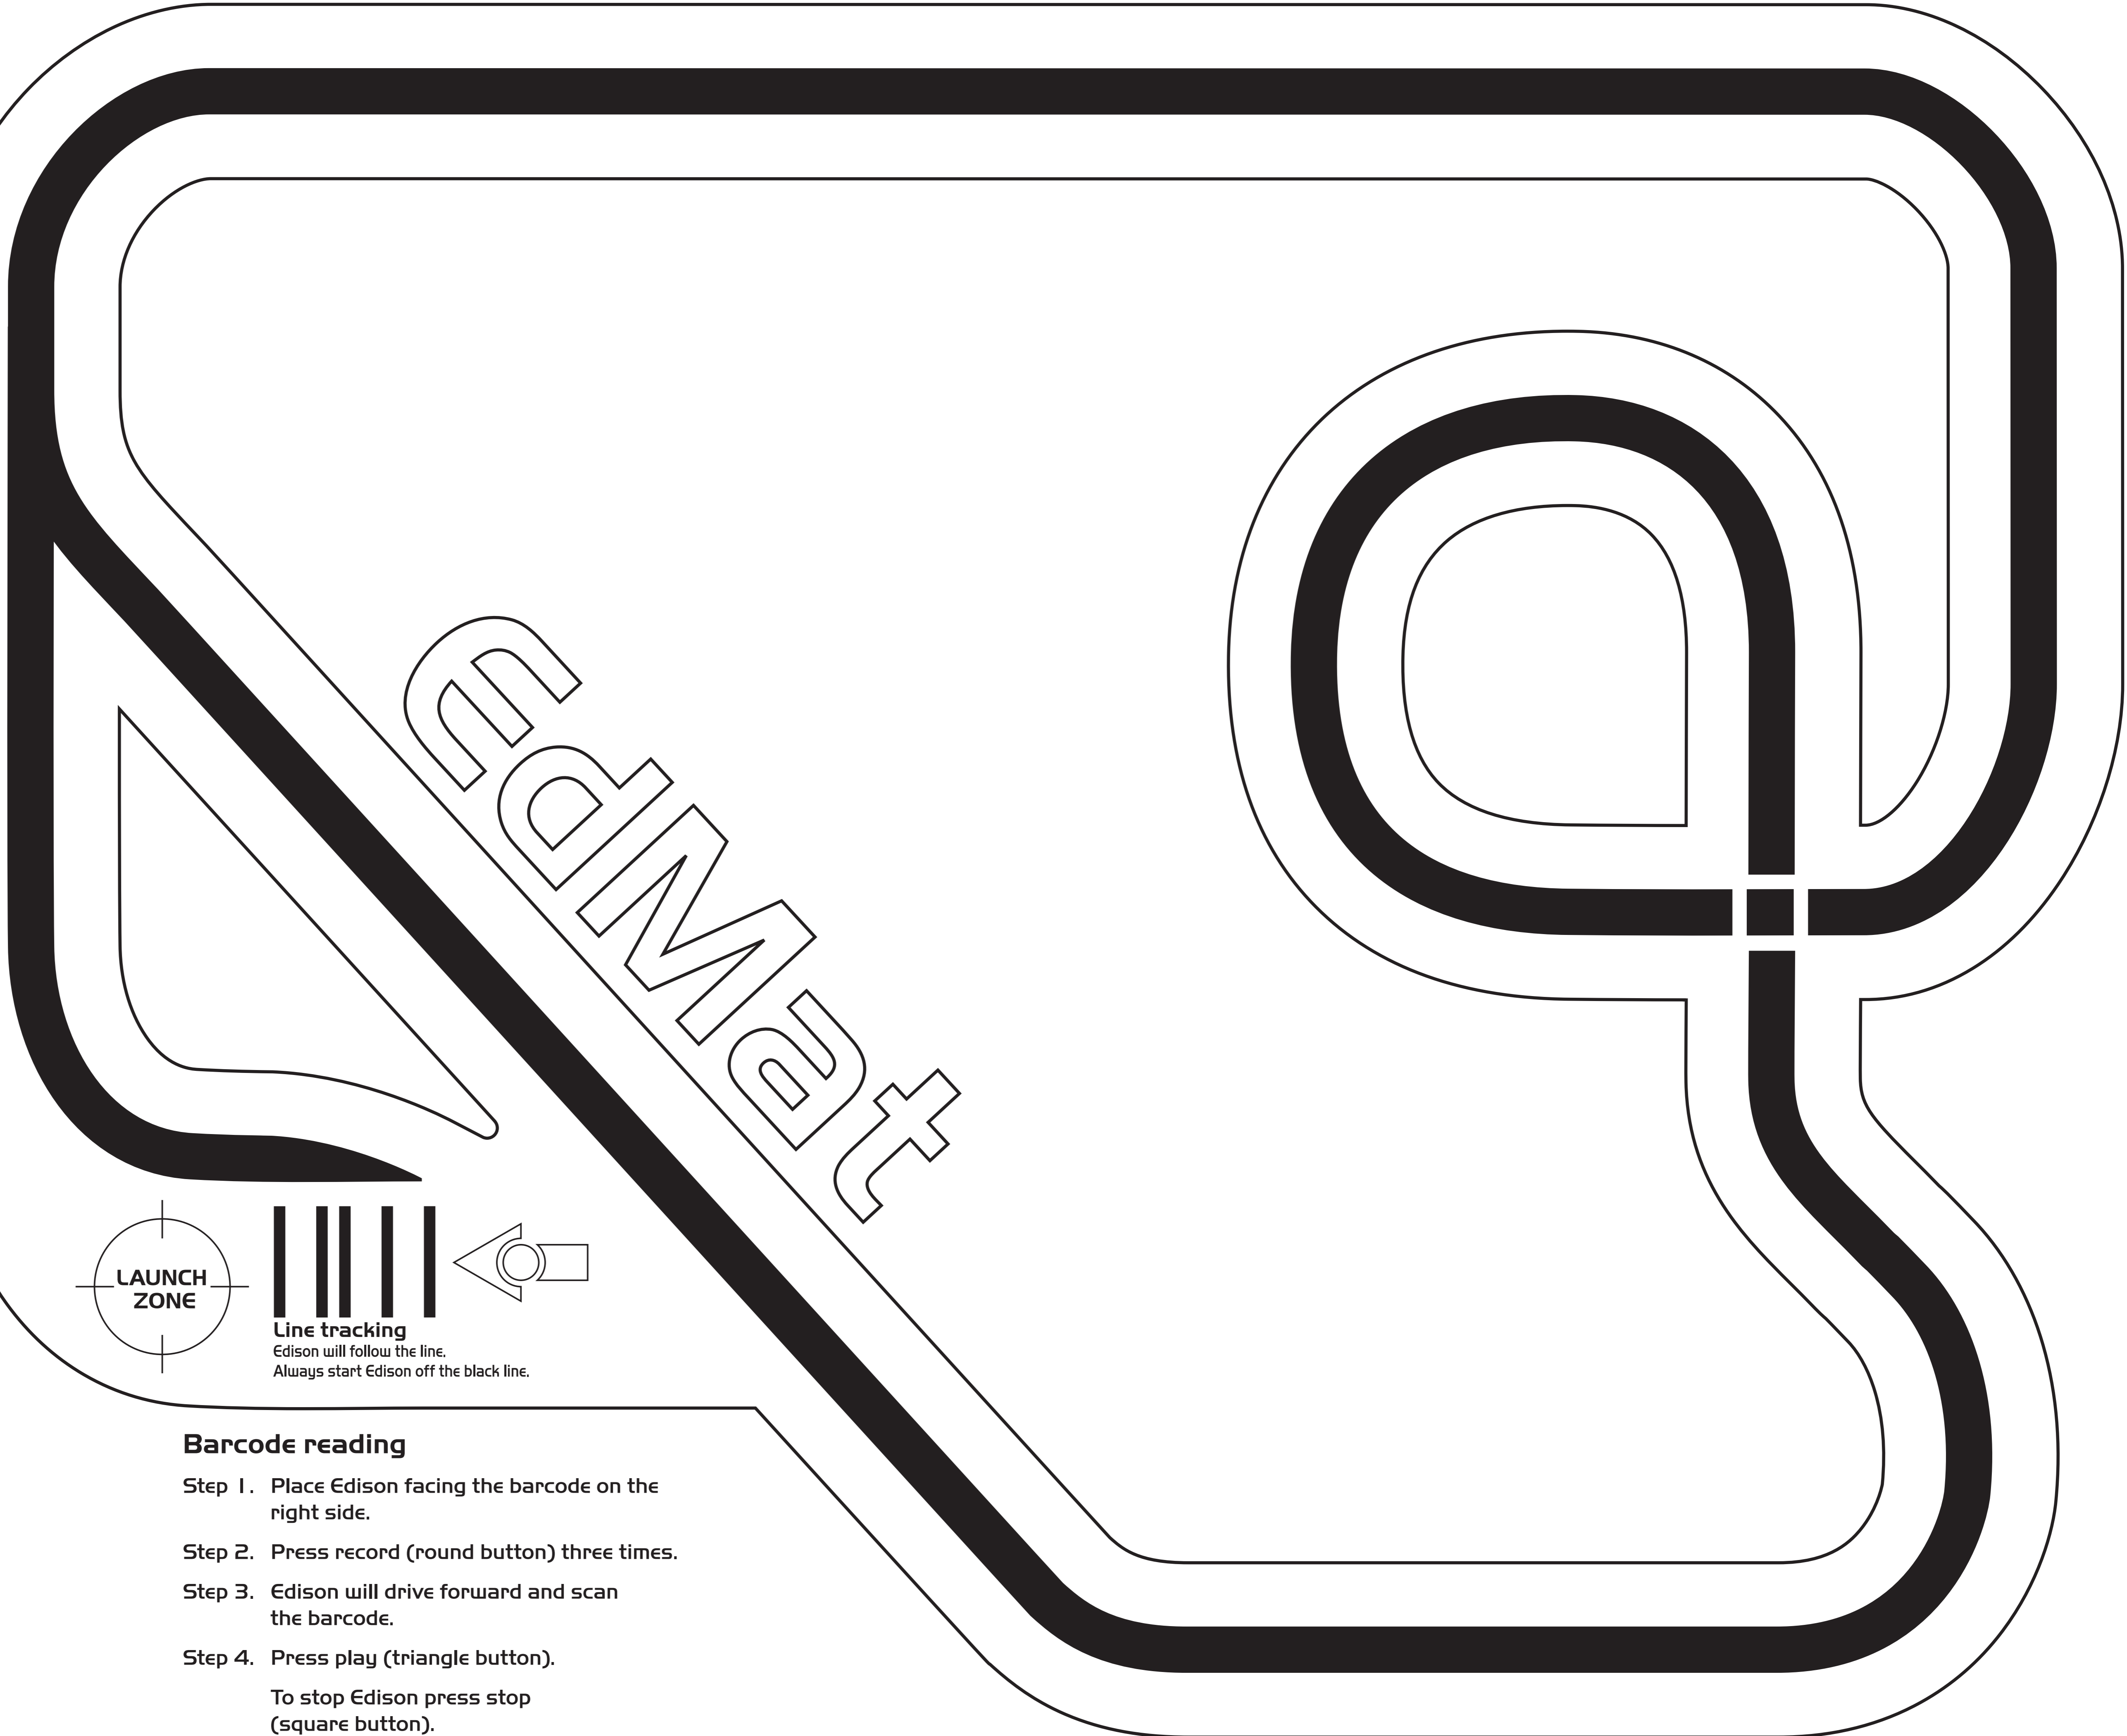 EdMat
LAUNCH
ZONE
Line tracking
Edison will follow the line.
Always start Edison off the black line.
Barcode reading
Step 1. Place Edison facing the barcode on the
right side.
Step 2. Press record (round button) three times.
Step 3. Edison will drive forward and scan
the barcode.
Step 4. Press play (triangle button).
To stop Edison press stop
(square button).